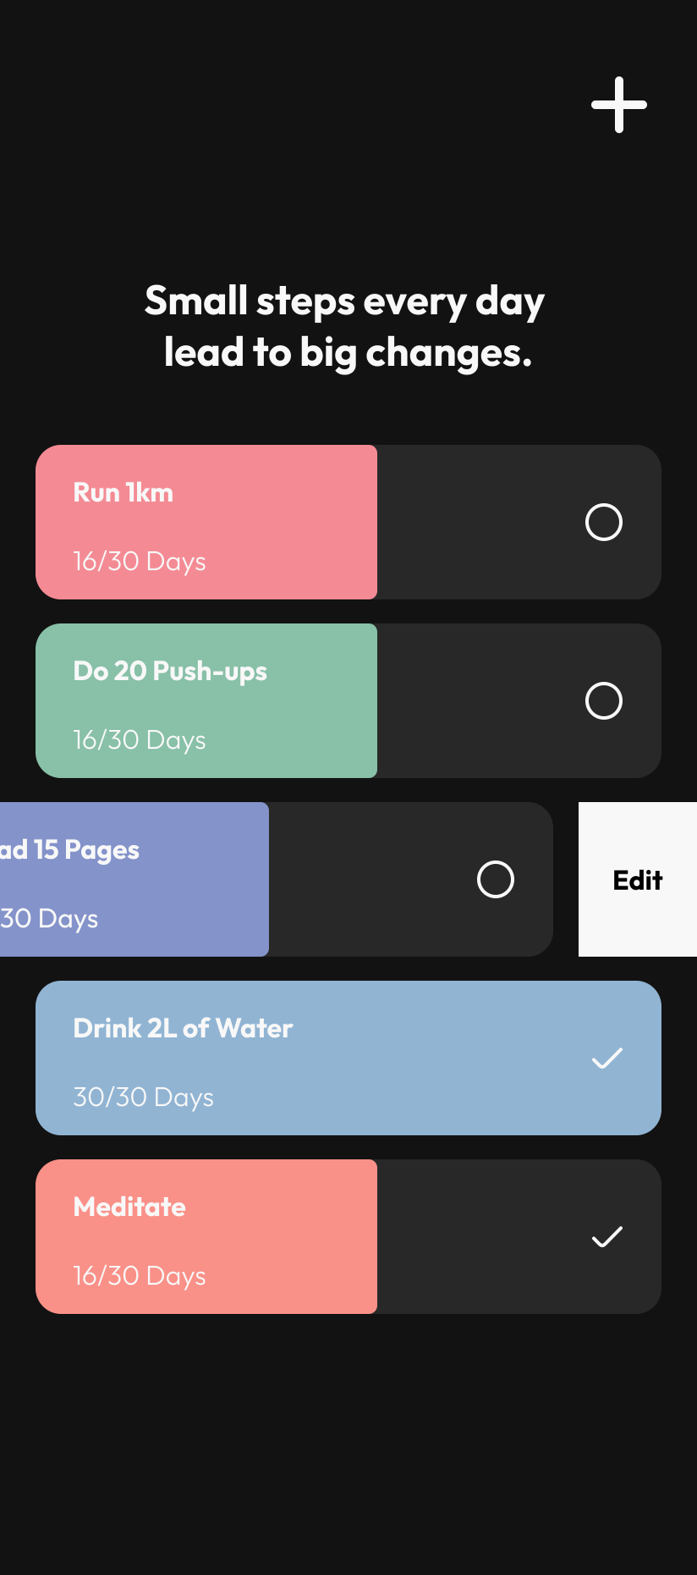 Small steps every day
lead to big changes.
Run 1km
16/30 Days
Do 20 Push-ups
16/30 Days
ad 15 Pages
30 Days
Edit
Drink 2L of Water
30/30 Days
Meditate
16/30 Days